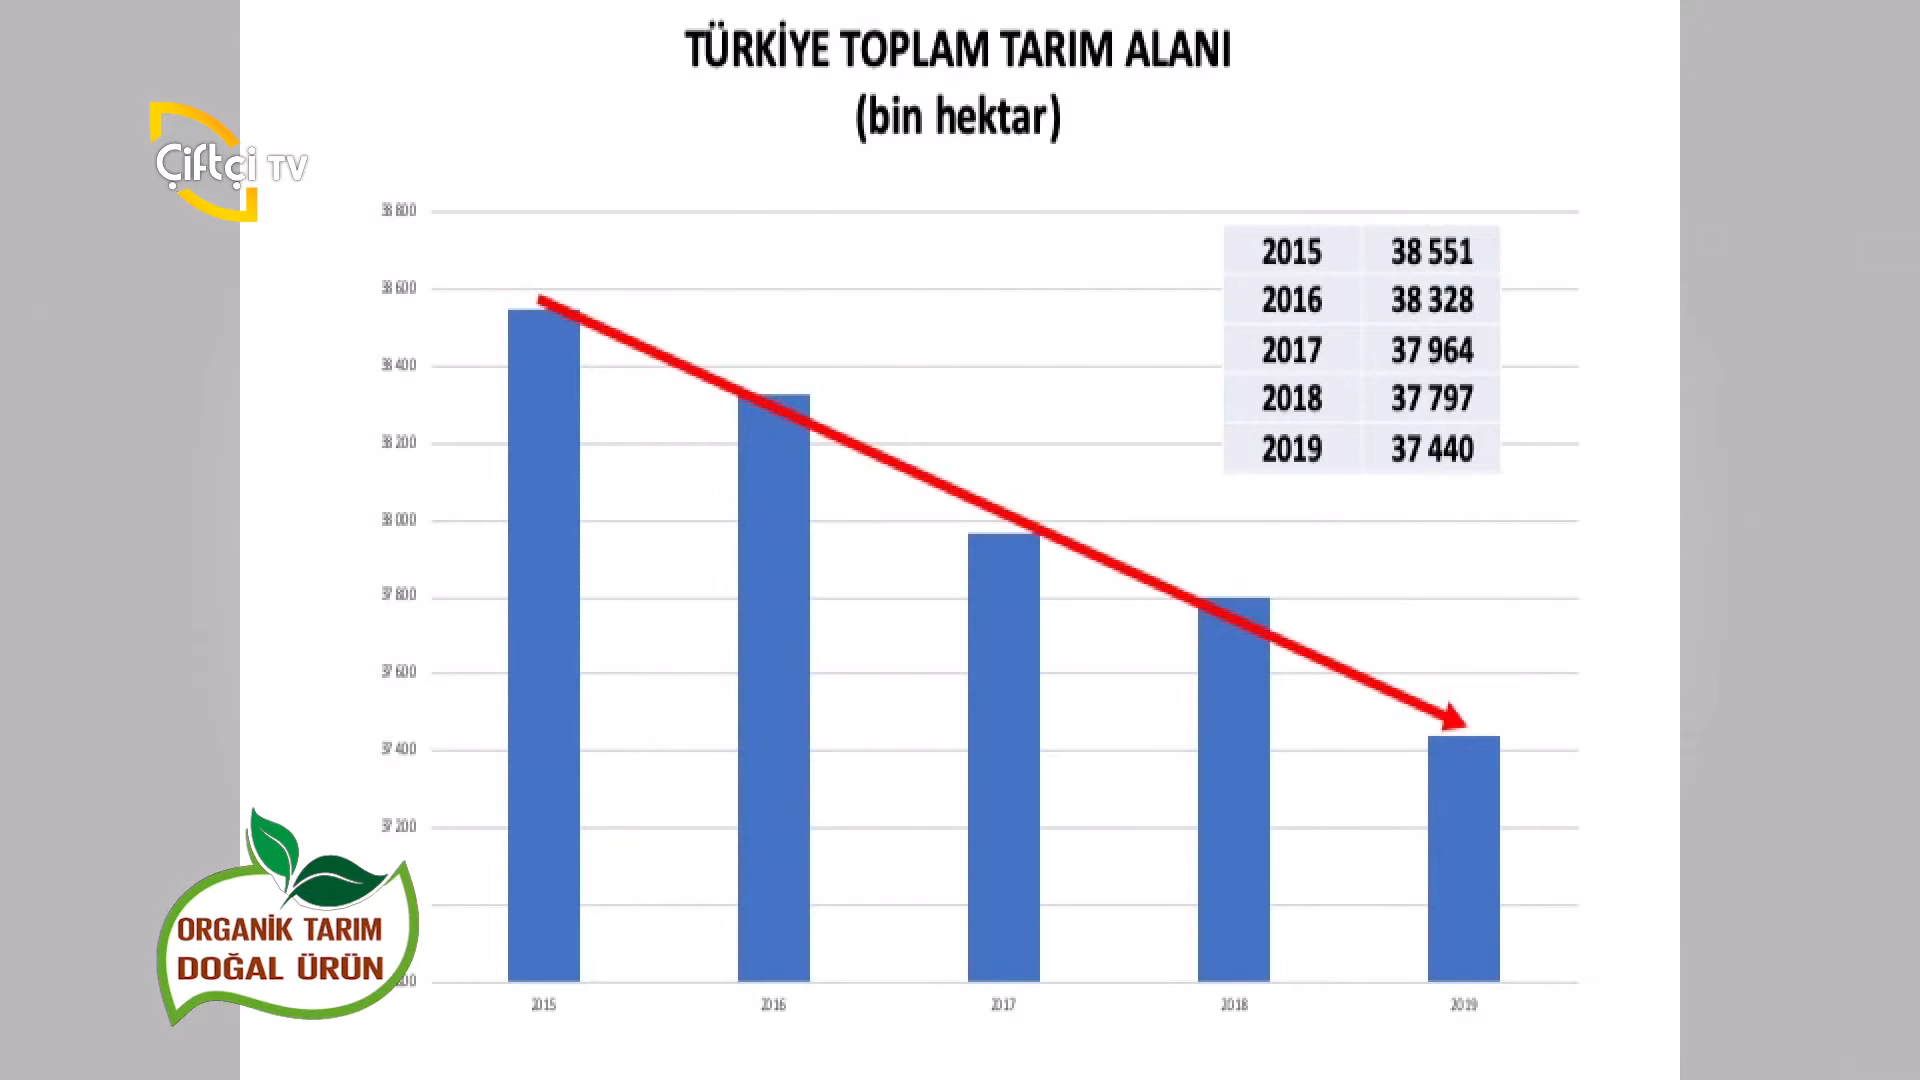 TÜRKİYE TOPLAM TARIM ALANI
(bin hektar)
Çiftçi TV
38 800
38 600
38 400
38 200
38 000
37 800
37 600
37 400
37 200
2015 38 551
2016 38 328
2017 37 964
2018 37 797
2019 37 440
2015 2016 2017 2018 2019
ORGANİK TARIM
DOĞAL ÜRÜN